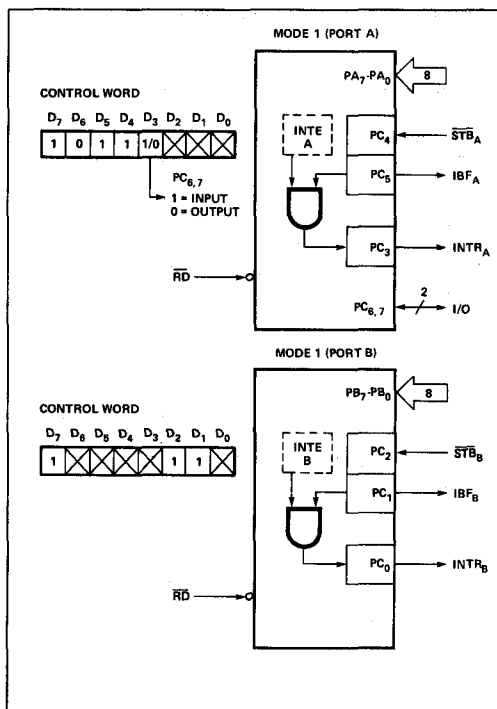 MODE 1 (PORT A)
PA7-PA0
8
CONTROL WORD
D7 D6 D5 D4 D3 D2 D1 D0
1 0 1 1 1/0
PC6,7
1 = INPUT
0 = OUTPUT
INTE
A
PC4
STBA
PC5
IBFA
PC3
INTRA
RD
PC6,7
2
I/O
MODE 1 (PORT B)
PB7-PB0
8
CONTROL WORD
D7 D6 D5 D4 D3 D2 D1 D0
1 1 1
INTE
B
PC2
STBB
PC1
IBFB
PC0
INTRB
RD